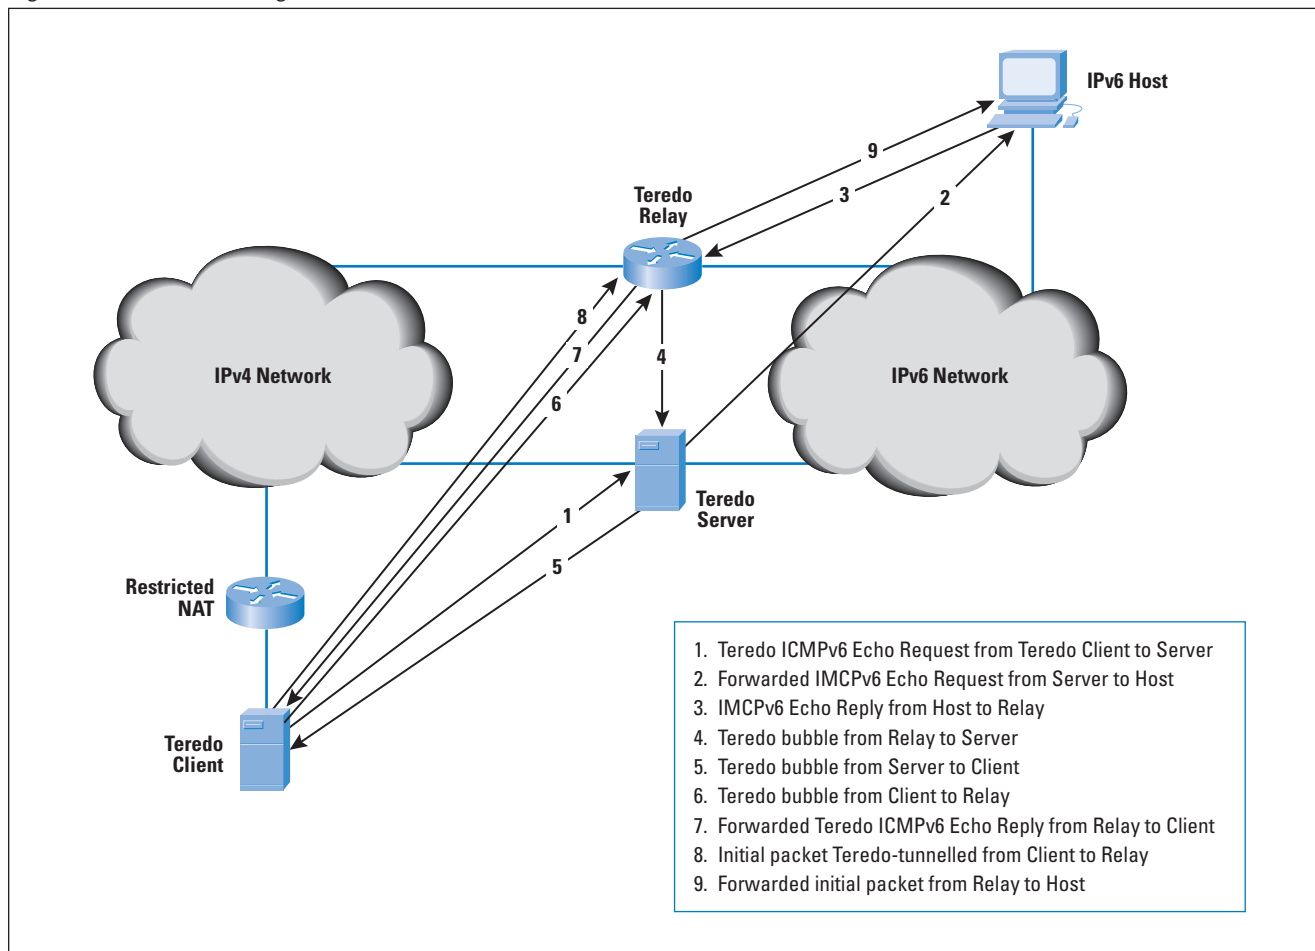 IPv6 Host
9
3
2
Teredo
Relay
8
7
6
4
IPv4 Network
IPv6 Network
Teredo
Server
1
5
Restricted
NAT
Teredo
Client
1. Teredo ICMPv6 Echo Request from Teredo Client to Server
2. Forwarded IMCPv6 Echo Request from Server to Host
3. IMCPv6 Echo Reply from Host to Relay
4. Teredo bubble from Relay to Server
5. Teredo bubble from Server to Client
6. Teredo bubble from Client to Relay
7. Forwarded Teredo ICMPv6 Echo Reply from Relay to Client
8. Initial packet Teredo-tunnelled from Client to Relay
9. Forwarded initial packet from Relay to Host